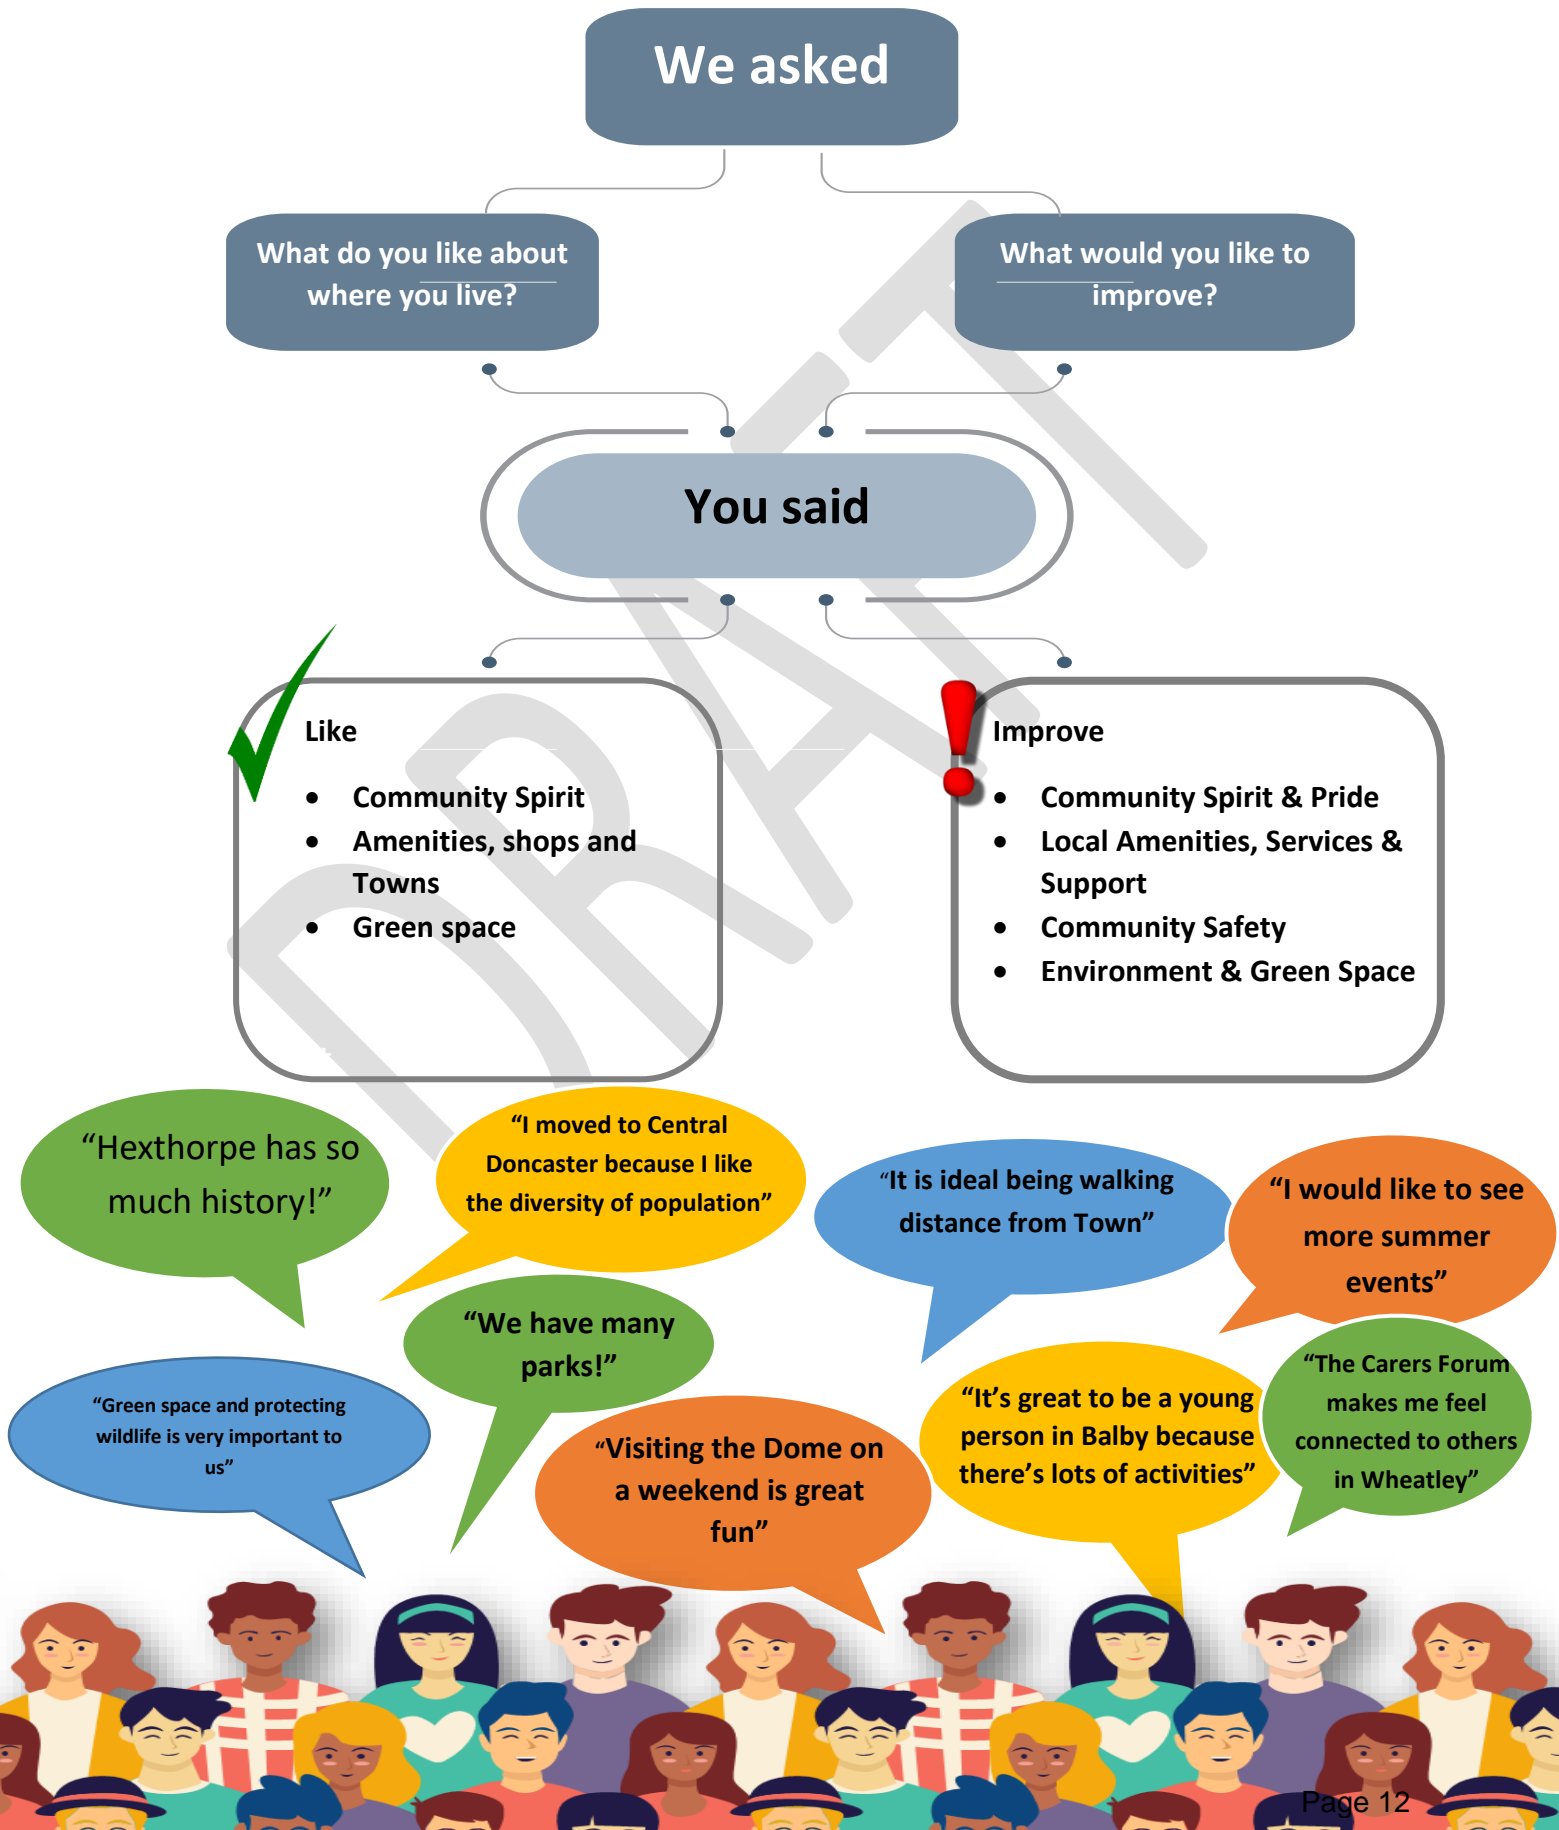 We asked
What do you like about
where you live?
What would you like to
improve?
You said
Like
• Community Spirit
• Amenities, shops and
Towns
• Green space
Improve
• Community Spirit & Pride
• Local Amenities, Services &
Support
• Community Safety
• Environment & Green Space
“Hexthorpe has so
much history!”
“I moved to Central
Doncaster because I like
the diversity of population”
“It is ideal being walking
distance from Town”
“I would like to see
more summer
events”
“We have many
parks!”
“Green space and protecting
wildlife is very important to
us”
“Visiting the Dome on
a weekend is great
fun”
“It’s great to be a young
person in Balby because
there’s lots of activities”
“The Carers Forum
makes me feel
connected to others
in Wheatley”
DRAFT
Page 12